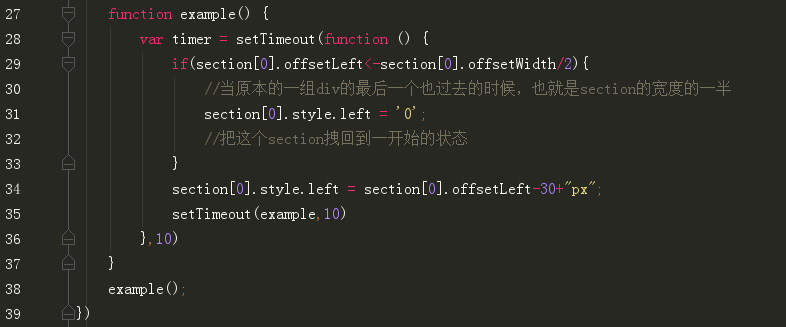 27 function example() {
28 var timer = setTimeout(function () {
29 if(section[0].offsetLeft<-section[0].offsetWidth/2){
30 //当原本的一组div的最后一个也过去的时候，也就是section的宽度的一半
31 section[0].style.left = '0';
32 //把这个section拽回到一开始的状态
33 }
34 section[0].style.left = section[0].offsetLeft-30+"px";
35 setTimeout(example,10)
36 },10)
37 }
38 example();
39 })